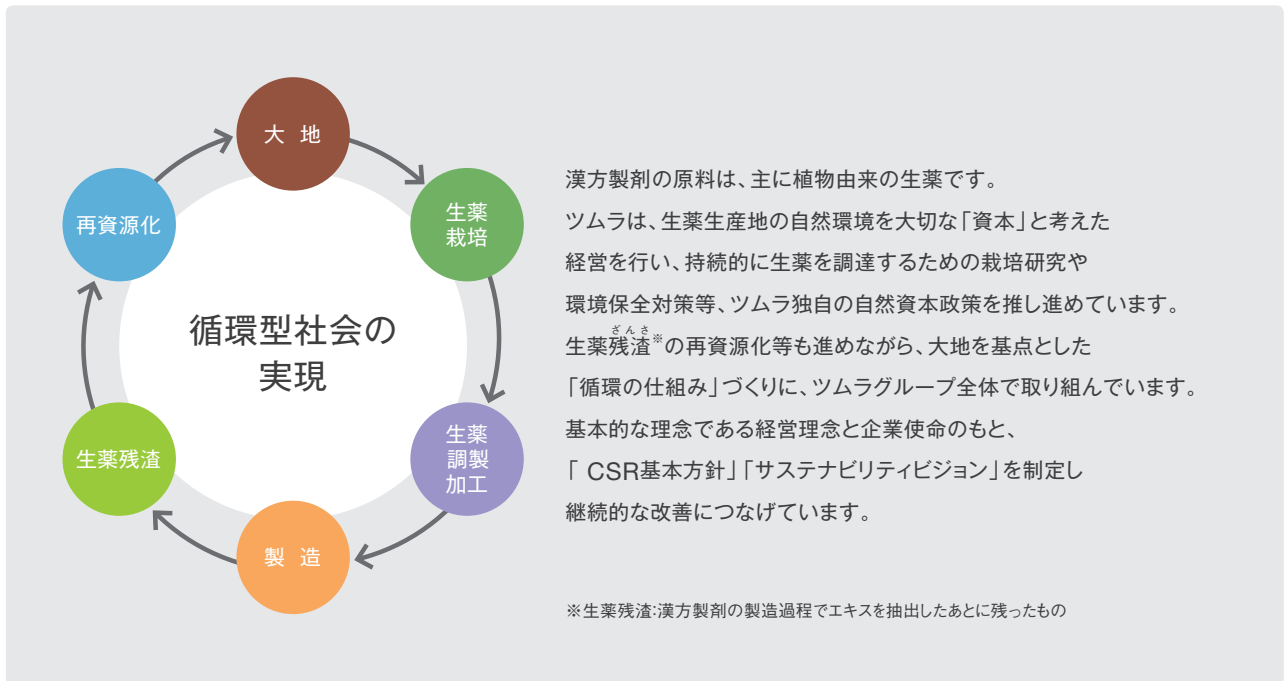 大 地
生薬
栽培
生薬
調製
加工
製 造
生薬残渣
再資源化
循環型社会の
実現
漢方製剤の原料は、主に植物由来の生薬です。
ツムラは、生薬生産地の自然環境を大切な「資本」と考えた
経営を行い、持続的に生薬を調達するための栽培研究や
環境保全対策等、ツムラ独自の自然資本政策を推し進めています。
ざんさ
生薬残渣※の再資源化等も進めながら、大地を基点とした
「循環の仕組み」づくりに、ツムラグループ全体で取り組んでいます。
基本的な理念である経営理念と企業使命のもと、
「 CSR基本方針」「サステナビリティビジョン」を制定し
継続的な改善につなげています。
※生薬残渣:漢方製剤の製造過程でエキスを抽出したあとに残ったもの